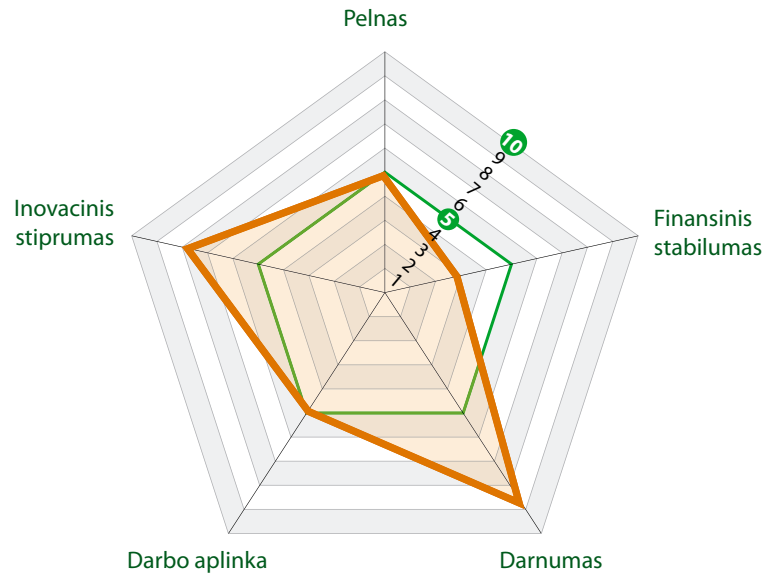 Pelnas
10
9
8
7
6
5
4
3
2
1
Inovacinis
stiprumas
Finansinis
stabilumas
Darbo aplinka
Darnumas